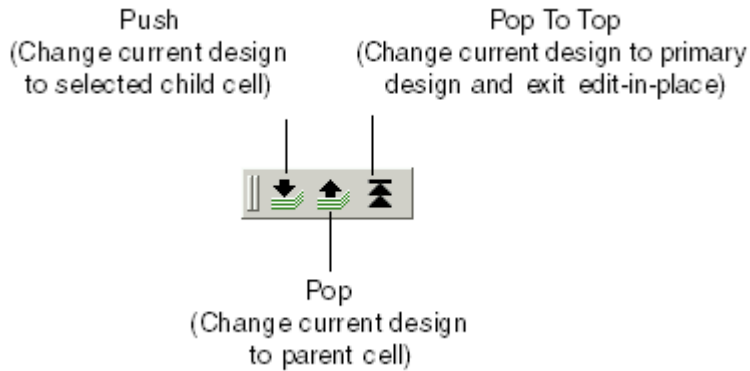 Push
(Change current design
to selected child cell)
Pop To Top
(Change current design to primary
design and exit edit-in-place)
Pop
(Change current design
to parent cell)